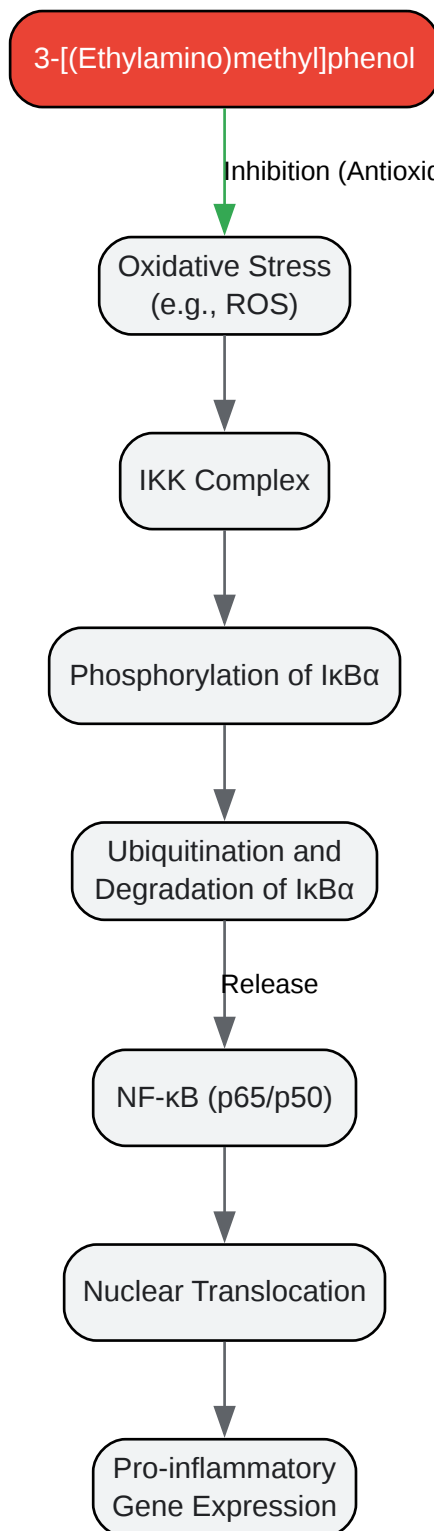 3-[(Ethylamino)methyl]phenol
Inhibition (Antioxid
Oxidative Stress
(e.g., ROS)
IKK Complex
Phosphorylation of IκBα
Ubiquitination and
Degradation of IκBα
Release
NF-κB (p65/p50)
Nuclear Translocation
Pro-inflammatory
Gene Expression